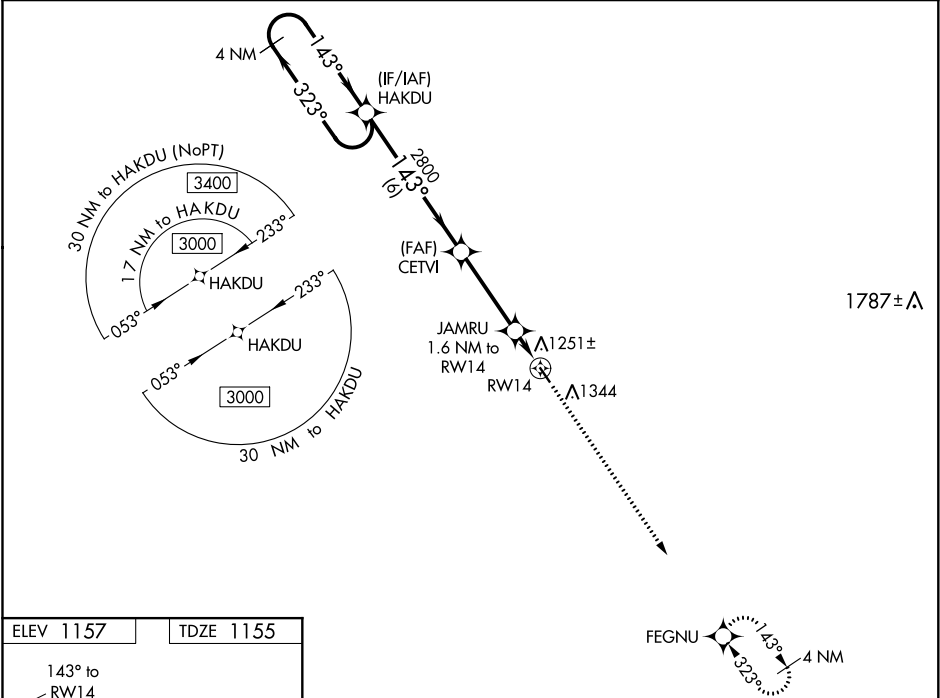 4 NM
143°
323°
(IF/IAF)
HAKDU
2800
143°
(6)
30 NM to HAKDU (NoPT)
3400
17 NM to HAKDU
3000
233°
HAKDU
053°
233°
HAKDU
053°
3000
30 NM to HAKDU
(FAF)
CETVI
1787±
JAMRU
1.6 NM to
RW14
1251±
RW14
1344
FEGNU
143°
323°
4 NM
ELEV 1157
TDZE 1155
143° to
RW14